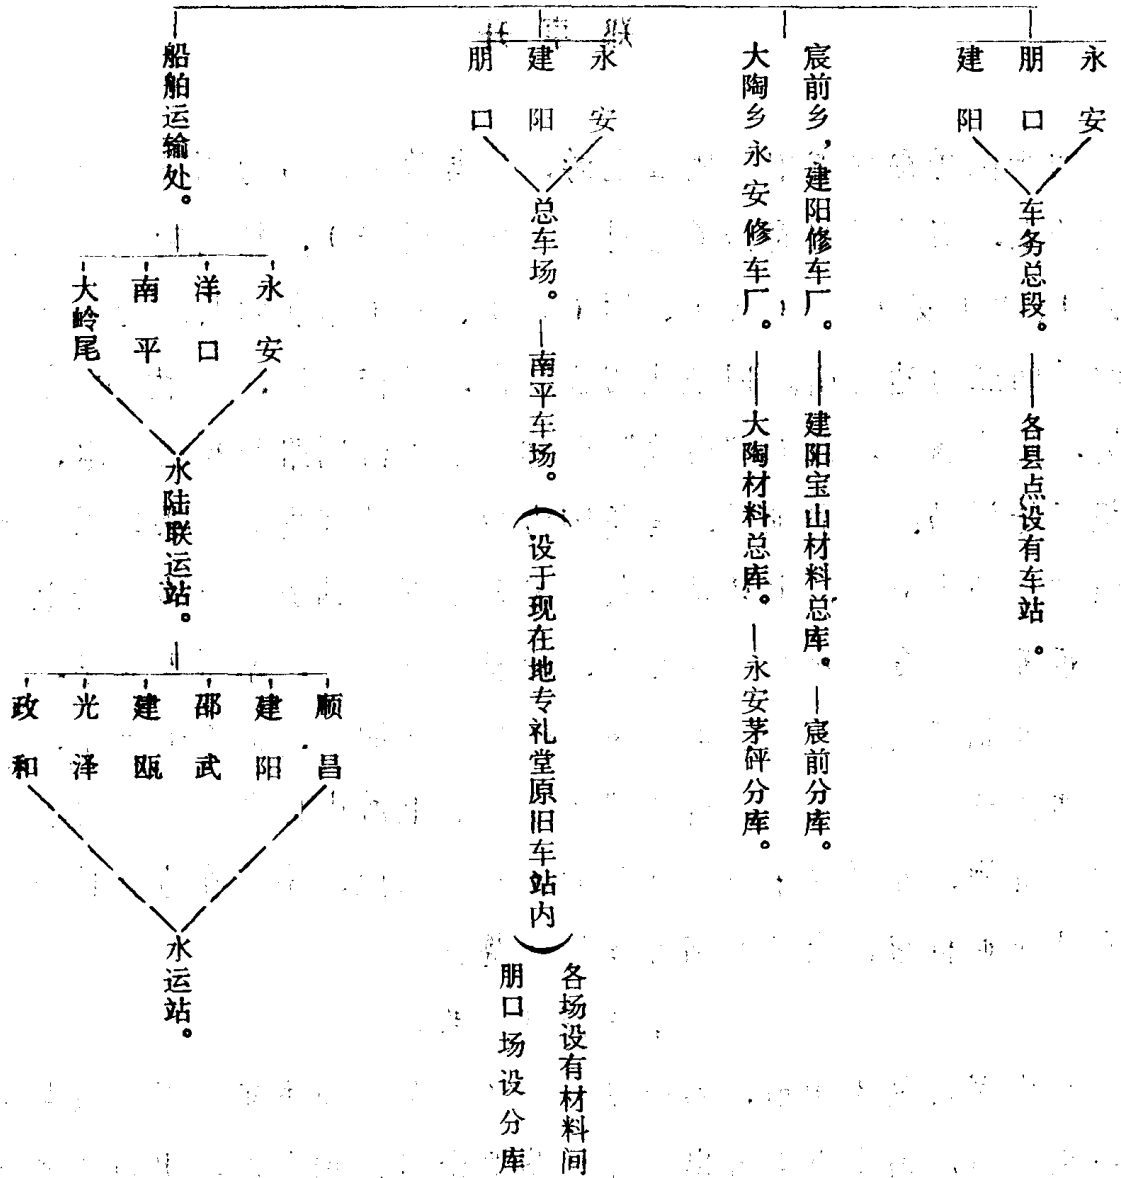 永安
朋口
建阳
车务总段。
各县点设有车站。
宸前乡，建阳修车厂。
建阳宝山材料总库。
宸前分库。
大陶乡永安修车厂。
大陶材料总库。
永安茅砰分库。
永安
建阳
朋口
总车场。
南平车场。
（设于现在地专礼堂原旧车站内）
各场设有材料间
朋口场设分库
船舶运输处。
永安
洋口
南平
大岭尾
水陆联运站。
顺昌
建阳
邵武
建瓯
光泽
政和
水运站。